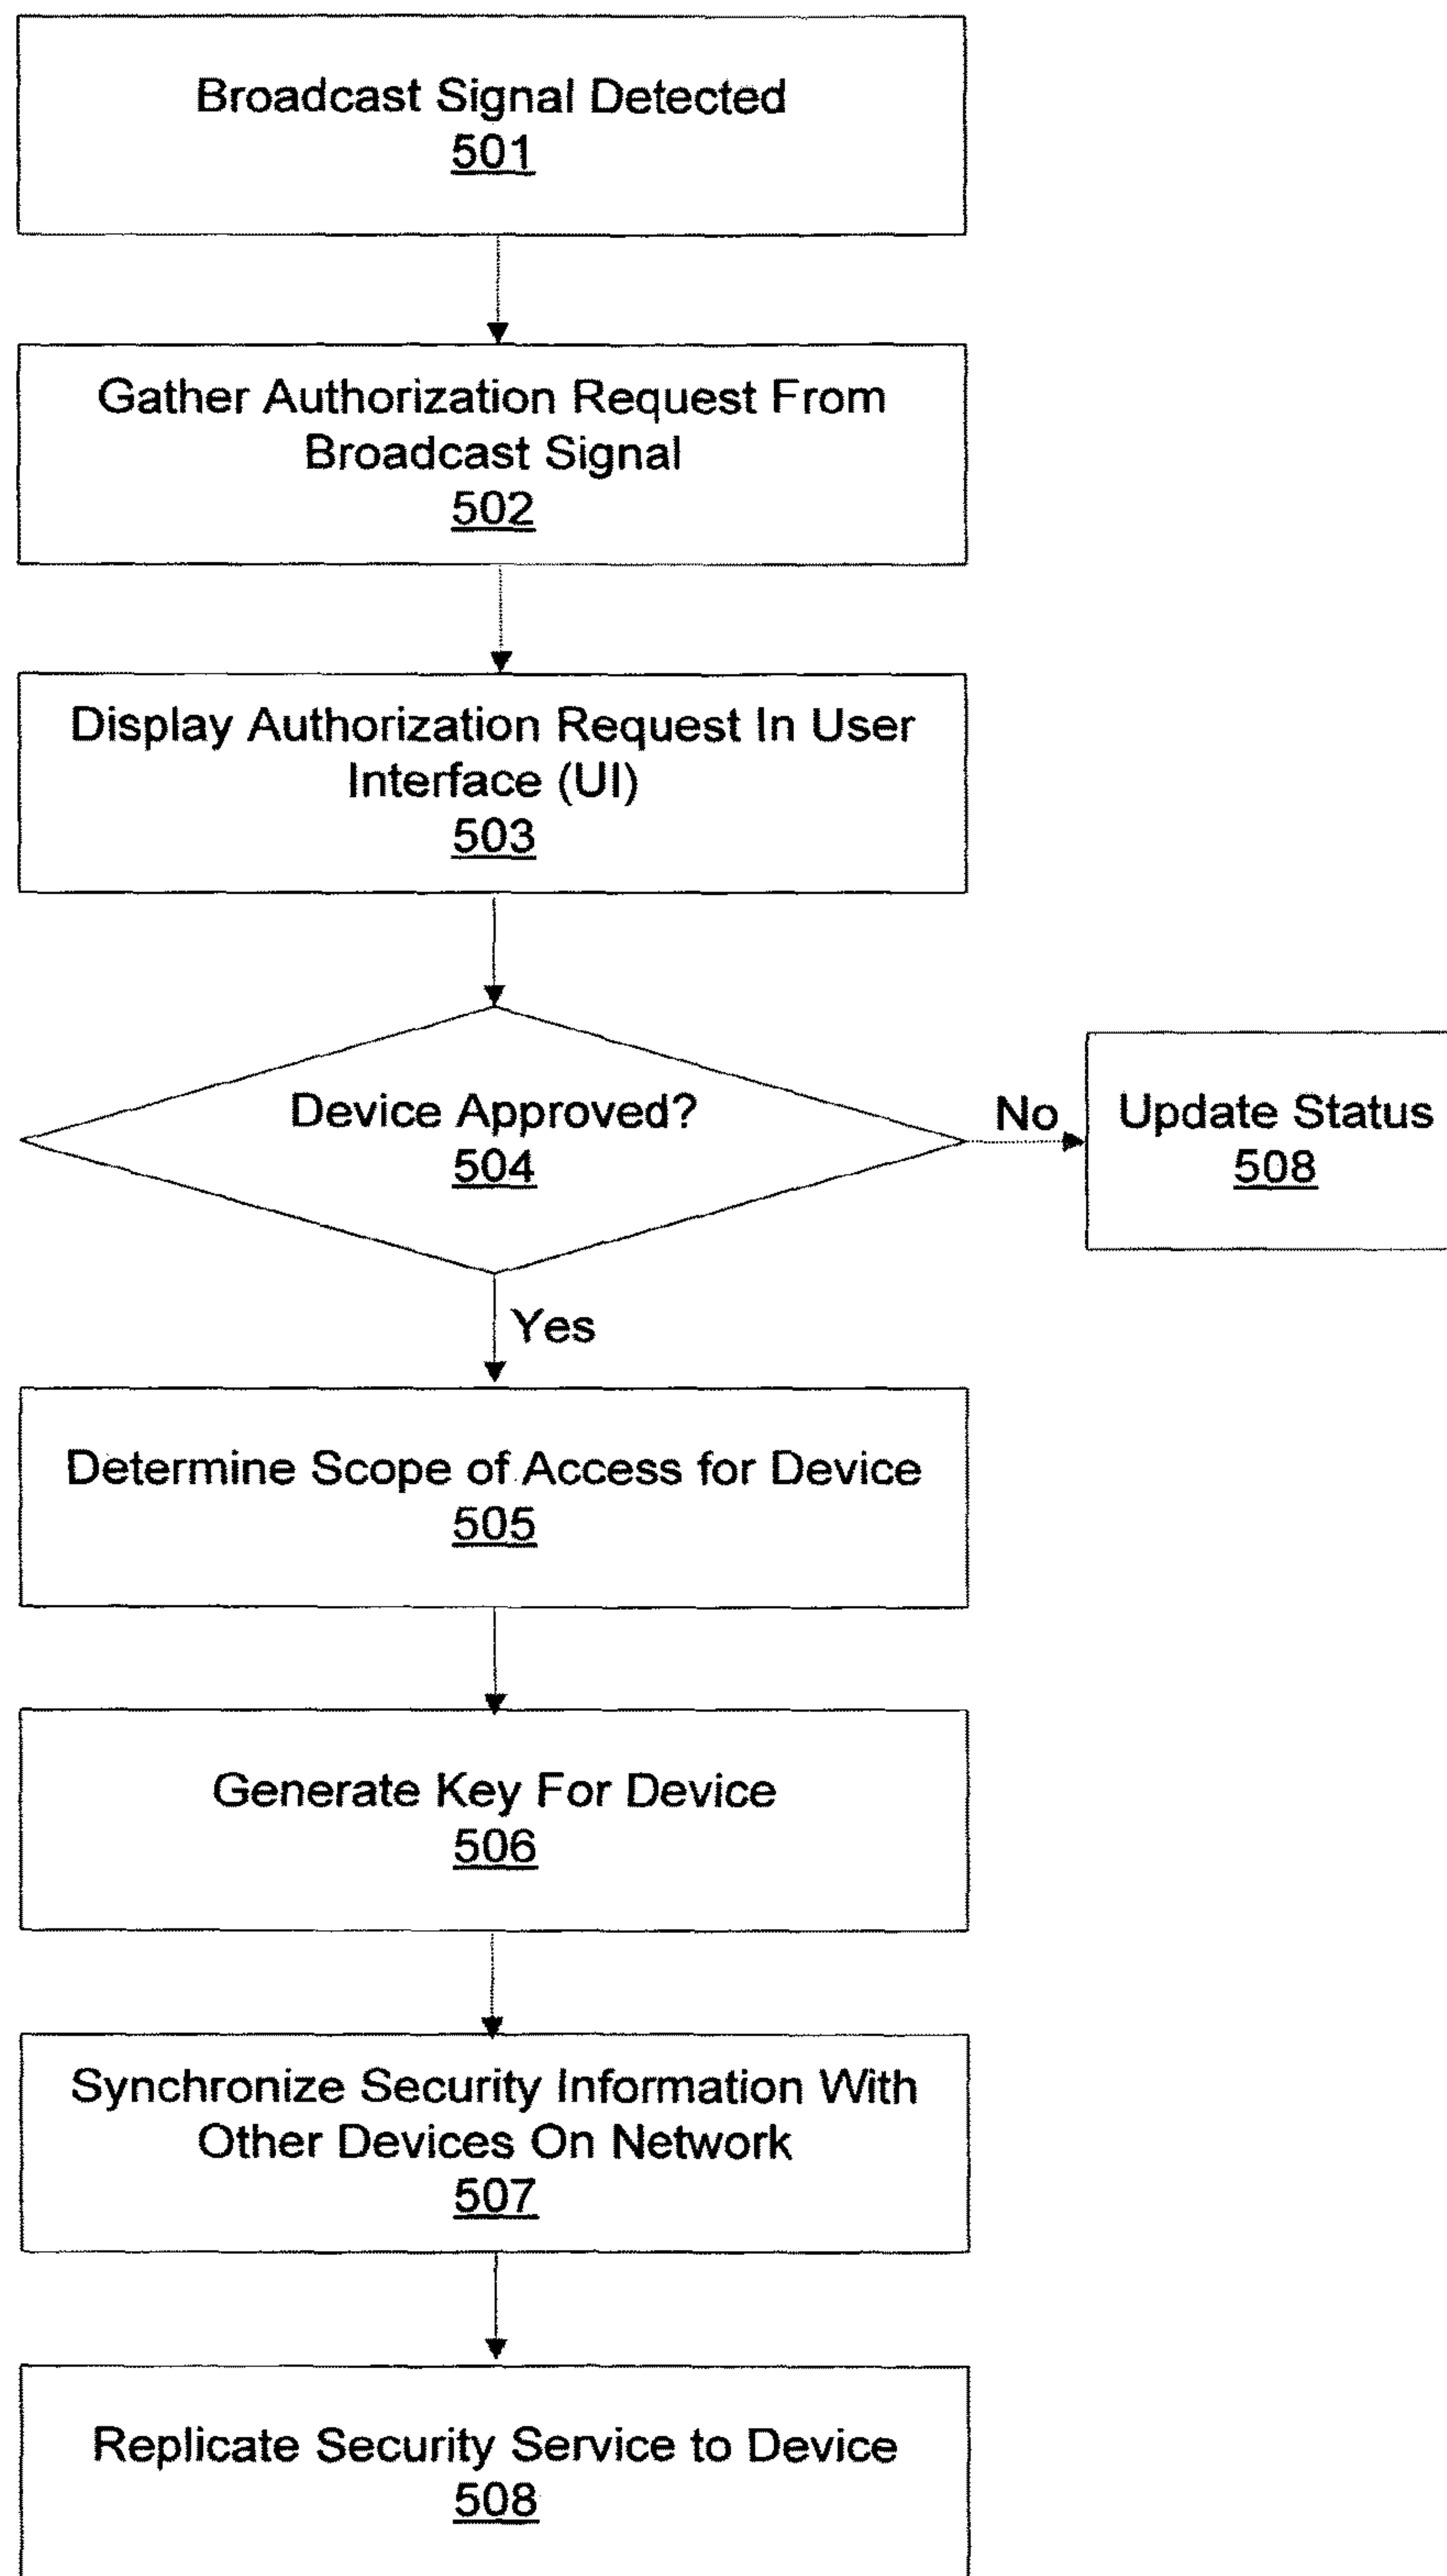 Broadcast Signal Detected
501
Gather Authorization Request From
Broadcast Signal
502
Display Authorization Request In User
Interface (UI)
503
Device Approved?
504
No
Update Status
508
Yes
Determine Scope of Access for Device
505
Generate Key For Device
506
Synchronize Security Information With
Other Devices On Network
507
Replicate Security Service to Device
508